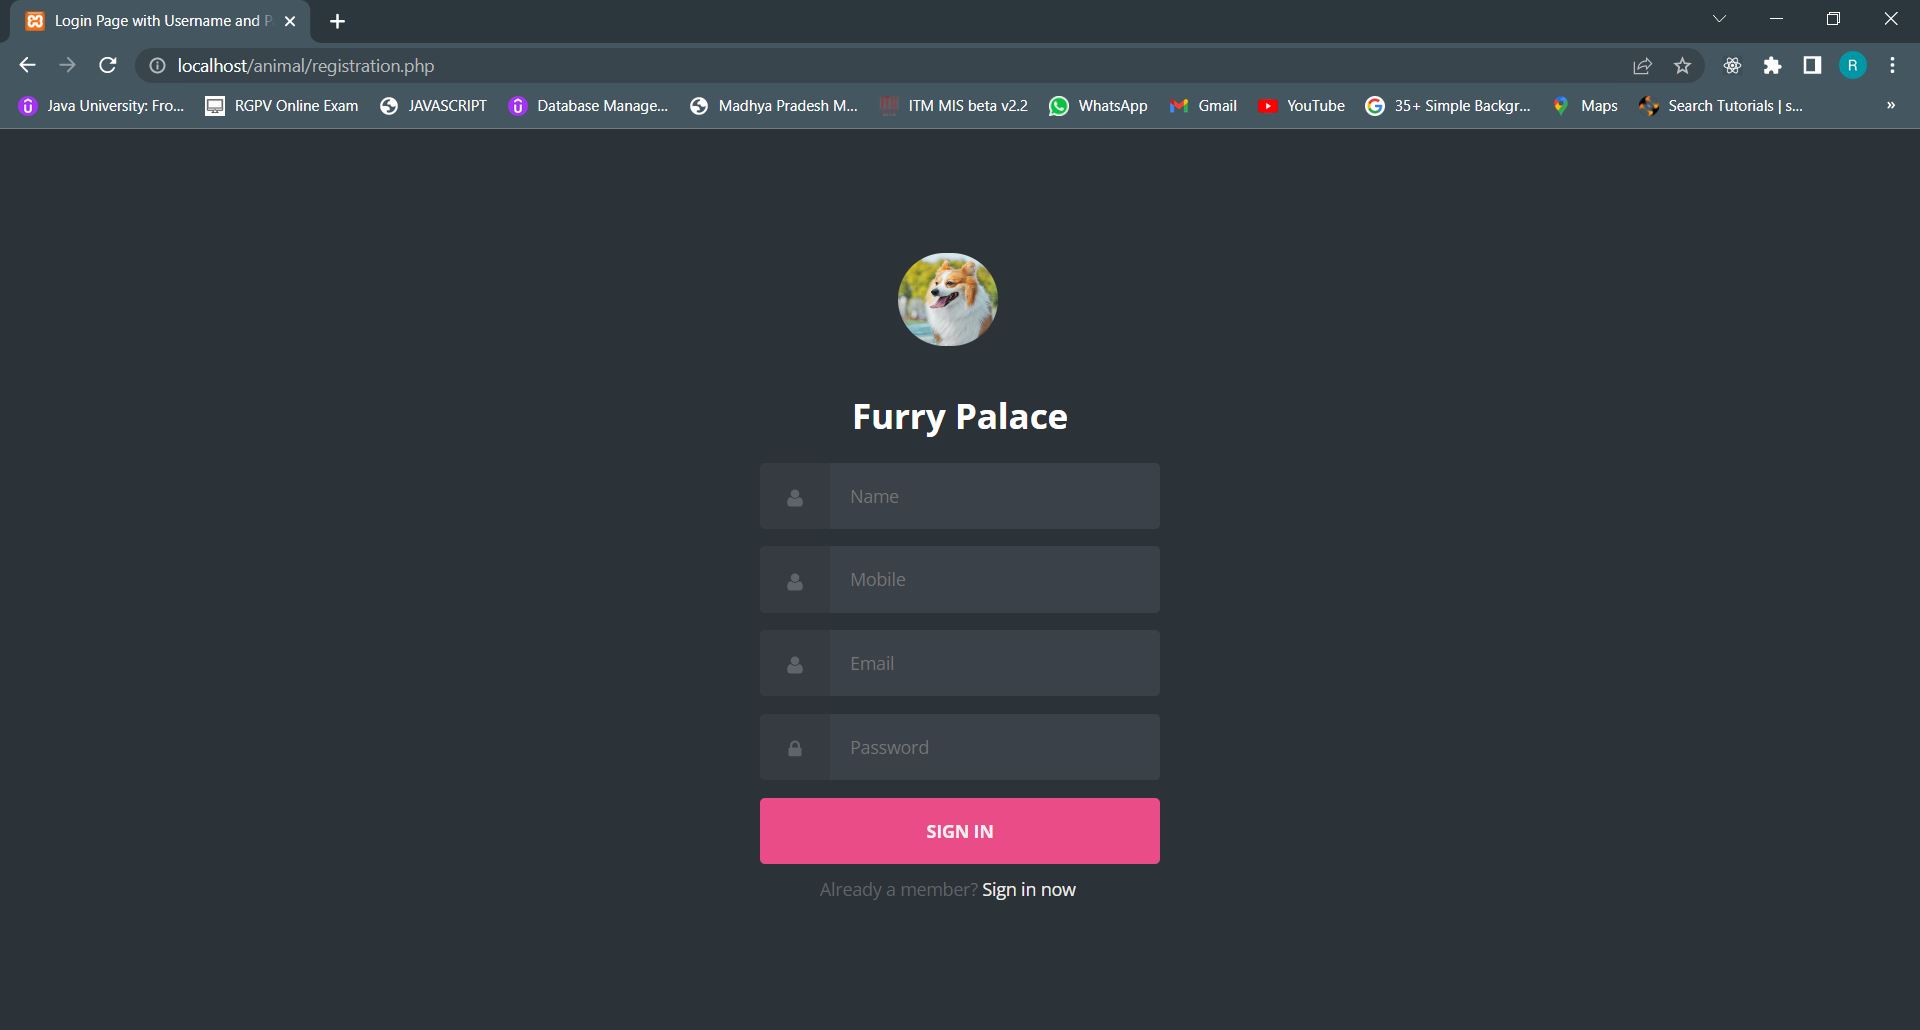 Login Page with Username and P
localhost/animal/registration.php
R
Java University: Fro... RGPV Online Exam JAVASCRIPT Database Manage... Madhya Pradesh M... ITM MIS beta v2.2 WhatsApp Gmail YouTube 35+ Simple Backgr... Maps Search Tutorials | s... »
Furry Palace
Name
Mobile
Email
Password
SIGN IN
Already a member? Sign in now